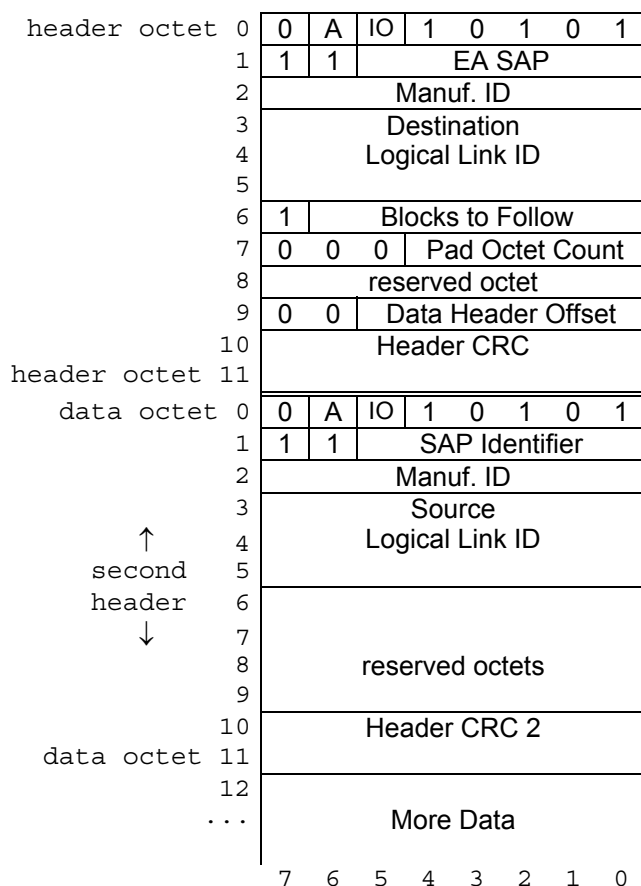 header octet 0 0 A IO 1 0 1 0 1
1 1 1 EA SAP
2 Manuf. ID
3 Destination
4 Logical Link ID
5
6 1 Blocks to Follow
7 0 0 0 Pad Octet Count
8 reserved octet
9 0 0 Data Header Offset
10 Header CRC
header octet 11
data octet 0 0 A IO 1 0 1 0 1
1 1 1 SAP Identifier
2 Manuf. ID
3 Source
↑ 4 Logical Link ID
second 5
header 6
↓ 7
8 reserved octets
9
10 Header CRC 2
data octet 11
12
... More Data
7 6 5 4 3 2 1 0